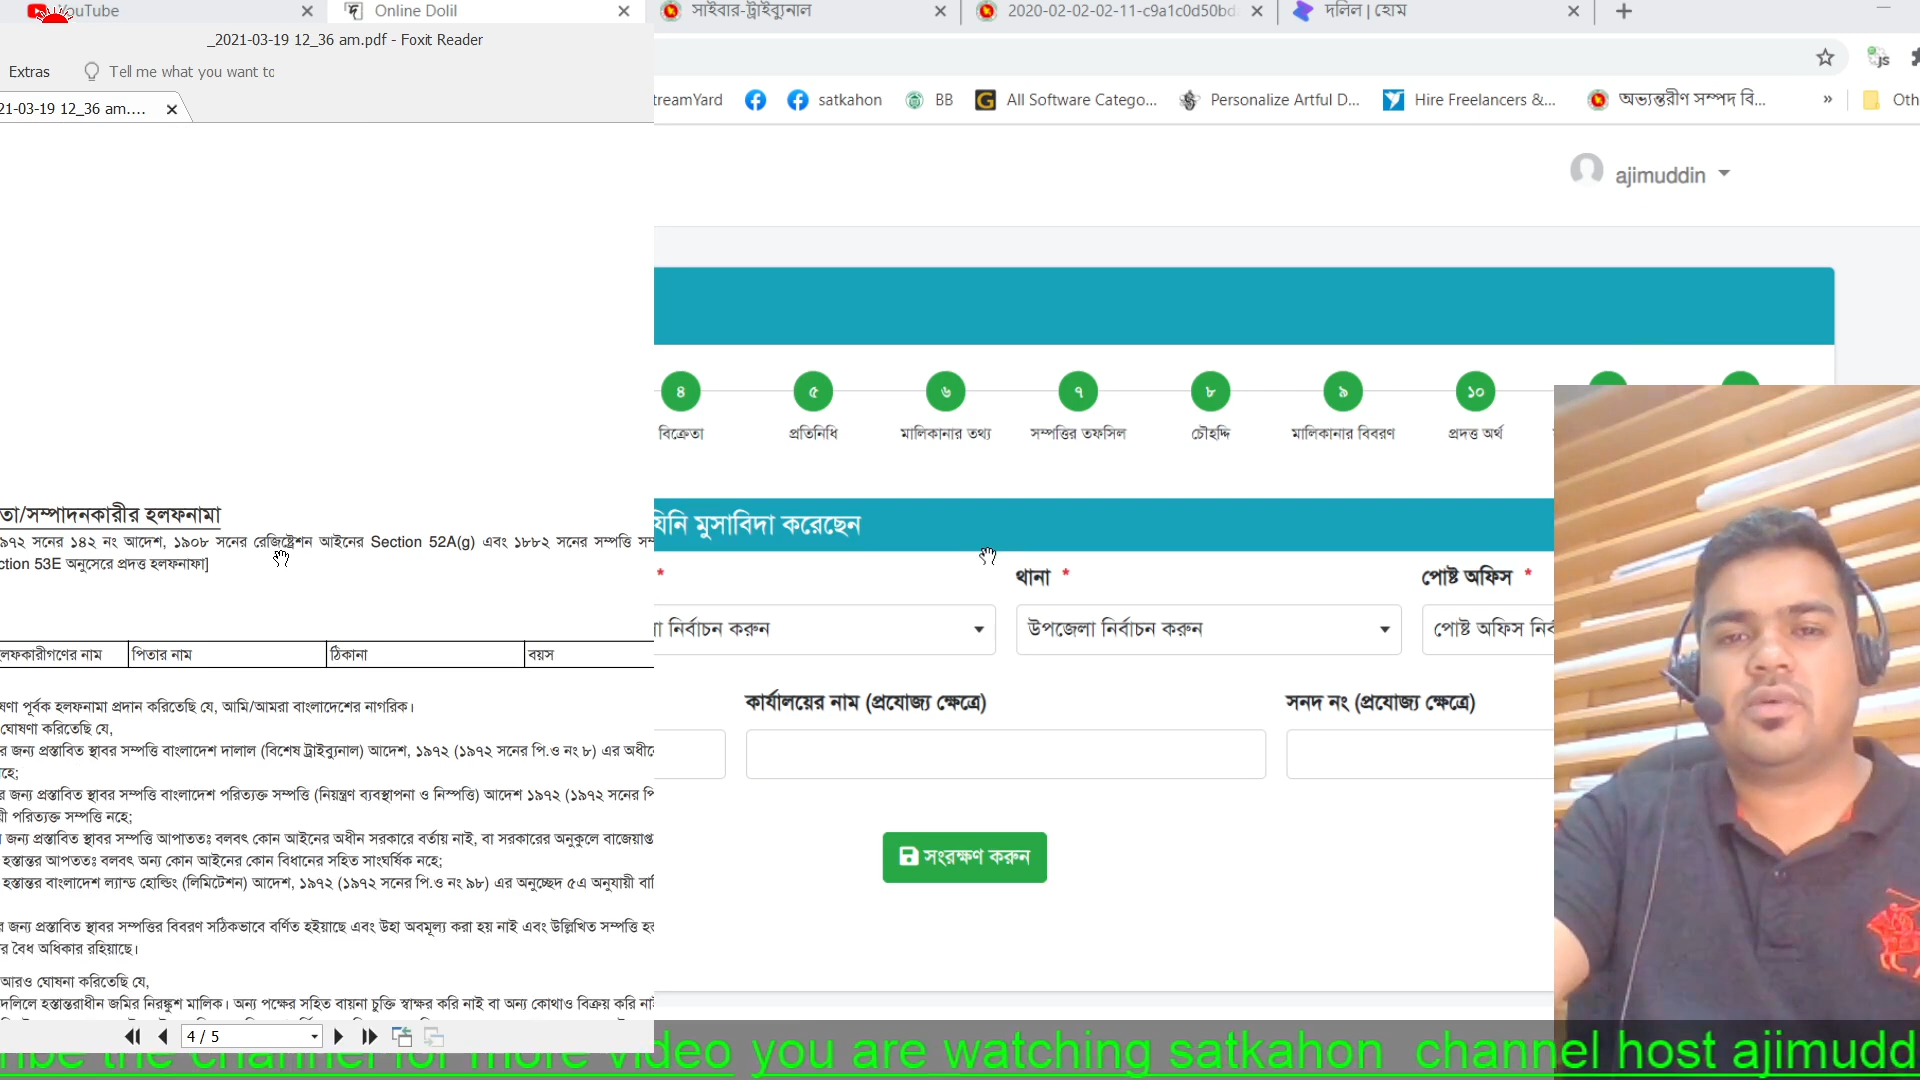 YouTube
Online Dolil
সাইবার-ট্রাইব্যুনাল
2020-02-02-02-11-c9a1c0d50bd
দলিল | হোম
_2021-03-19 12_36 am.pdf - Foxit Reader
Extras
Tell me what you want to
21-03-19 12_36 am....
treamYard
satkahon
BB
All Software Catego...
Personalize Artful D...
Hire Freelancers &...
অভ্যন্তরীণ সম্পদ বি...
»
Oth
ajimuddin
৪
৫
৬
৭
৮
৯
১০
বিক্রেতা
প্রতিনিধি
মালিকানার তথ্য
সম্পত্তির তফসিল
চৌহদ্দি
মালিকানার বিবরণ
প্রদত্ত অর্থ
তা/সম্পাদনকারীর হলফনামা
৯৭২ সনের ১৪২ নং আদেশ, ১৯০৮ সনের রেজিষ্ট্রেশন আইনের Section 52A(g) এবং ১৮৮২ সনের সম্পত্তি
ction 53E অনুসেরে প্রদত্ত হলফনাফা]
যিনি মুসাবিদা করেছেন
*
থানা *
পোষ্ট অফিস *
নির্বাচন করুন
উপজেলা নির্বাচন করুন
পোষ্ট অফিস
লফকারীগণের নাম
পিতার নাম
ঠিকানা
বয়স
কার্যালয়ের নাম (প্রযোজ্য ক্ষেত্রে)
সনদ নং (প্রযোজ্য ক্ষেত্রে)
ষণা পূর্বক হলফনামা প্রদান করিতেছি যে, আমি/আমরা বাংলাদেশের নাগরিক।
ঘোষণা করিতেছি যে,
র জন্য প্রস্তাবিত স্থাবর সম্পত্তি বাংলাদেশ দালাল (বিশেষ ট্রাইব্যুনাল) আদেশ, ১৯৭২ (১৯৭২ সনের পি.ও নং ৮) এর অধীনে
হে;
র জন্য প্রস্তাবিত স্থাবর সম্পত্তি বাংলাদেশ পরিত্যক্ত সম্পত্তি (নিয়ন্ত্রণ ব্যবস্থাপনা ও নিস্পত্তি) আদেশ ১৯৭২ (১৯৭২ সনের পি
য়ী পরিত্যক্ত সম্পত্তি নহে;
জন্য প্রস্তাবিত স্থাবর সম্পত্তি আপাততঃ বলবৎ কোন আইনের অধীন সরকারে বর্তায় নাই, বা সরকারের অনুকুলে বাজেয়াপ্ত
হস্তান্তর আপততঃ বলবৎ অন্য কোন আইনের কোন বিধানের সহিত সাংঘর্ষিক নহে;
হস্তান্তর বাংলাদেশ ল্যান্ড হোল্ডিং (লিমিটেশন) আদেশ, ১৯৭২ (১৯৭২ সনের পি.ও নং ৯৮) এর অনুচ্ছেদ ৫এ অনুযায়ী বা
সংরক্ষণ করুন
র জন্য প্রস্তাবিত স্থাবর সম্পত্তির বিবরণ সঠিকভাবে বর্ণিত হইয়াছে এবং উহা অবমূল্য করা হয় নাই এবং উল্লিখিত সম্পত্তি
র বৈধ অধিকার রহিয়াছে।
আরও ঘোষনা করিতেছি যে,
দলিলে হস্তান্তরাধীন জমির নিরঙ্কুশ মালিক। অন্য পক্ষের সহিত বায়না চুক্তি স্বাক্ষর করি নাই বা অন্য কোথাও বিক্রয় করি নাই
4 / 5
ribe the channel for more video you are watching satkahon channel host ajimudd